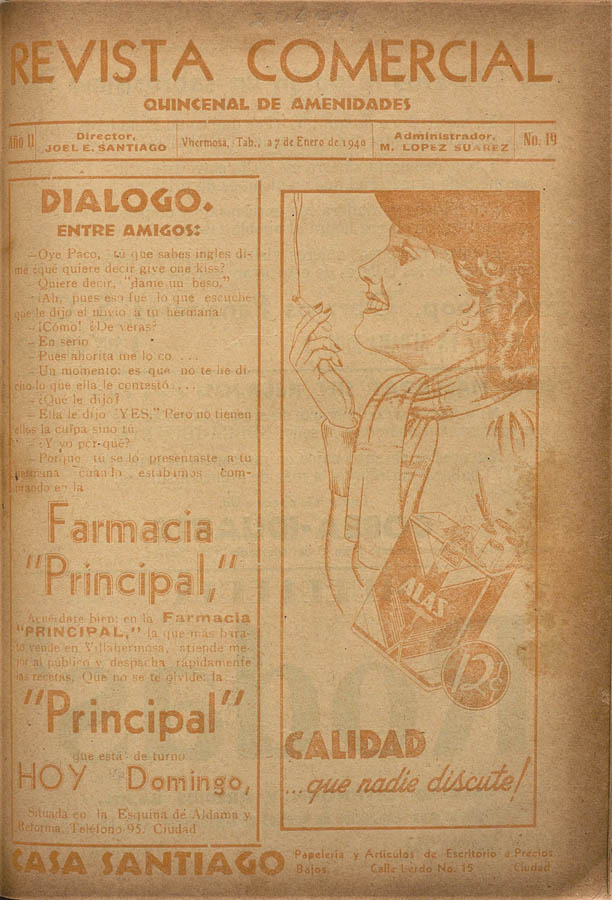 REVISTA COMERCIAL
QUINCENAL DE AMENIDADES
Año II
Director,
JOEL E. SANTIAGO
Vhermosa, Tab., a 7 de Enero de 1940
Administrador,
M. LOPEZ SUAREZ
No. 19
DIALOGO.
ENTRE AMIGOS:
—Oye Paco, tú que sabes ingles di-
me ¿qué quiere decir give one kiss?
—Quiere decir, "dame un beso,"
—¡Ah, pues eso fué lo que escuche
que le dijo el novio a tu hermana!
—¡Cómo! ¿De veras?
—En serio
—Pues ahorita me lo co....
—Un momento: es que no te he di-
cho lo que ella le contestó....
—¿Que le dijo?
—Ella le dijo "YES," Pero no tienen
ellos la culpa sino tú.
—¿Y yo por qué?
—Porque tú se lo presentaste a tu
hermana cuando estábamos com-
prando en la
Farmacia
"Principal,"
Acuérdate bien: en la Farmacia
"PRINCIPAL," la que más bara-
to vende en Villahermosa, atiende me-
jor al público y despacha rápidamente
las recetas, Que no se te olvide: la
"Principal"
que está de turno
HOY Domingo,
Situada en la Esquina de Aldama y
Reforma, Teléfono 95. Ciudad
ALAS
12c
CALIDAD
...que nadie discute!
CASA SANTIAGO
Papelería y Artículos de Escritorio a Precios
Bajos. Calle Lerdo No. 15 Ciudad